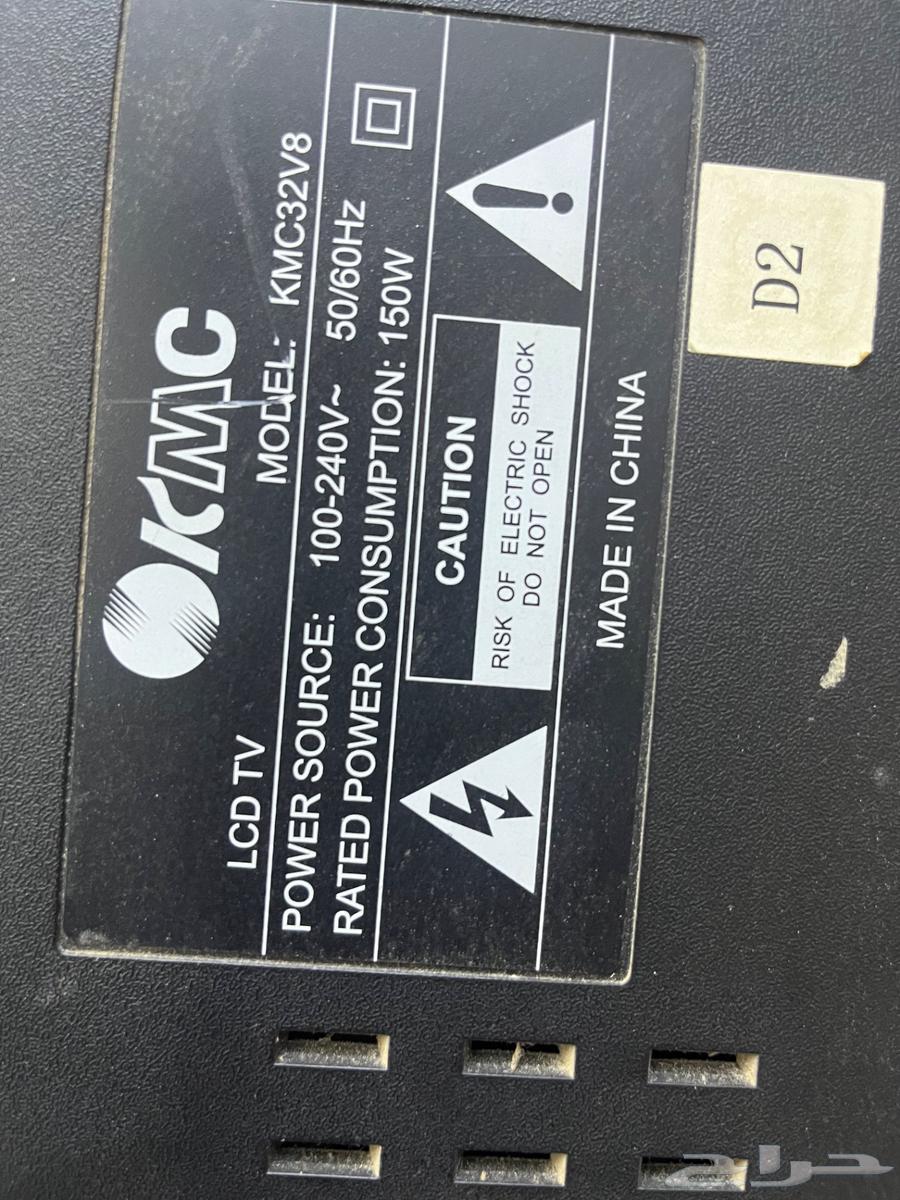 KMC
LCD TV MODEL: KMC32V8
POWER SOURCE: 100-240V~ 50/60Hz
RATED POWER CONSUMPTION: 150W
CAUTION
RISK OF ELECTRIC SHOCK
DO NOT OPEN
MADE IN CHINA
D2
حراج